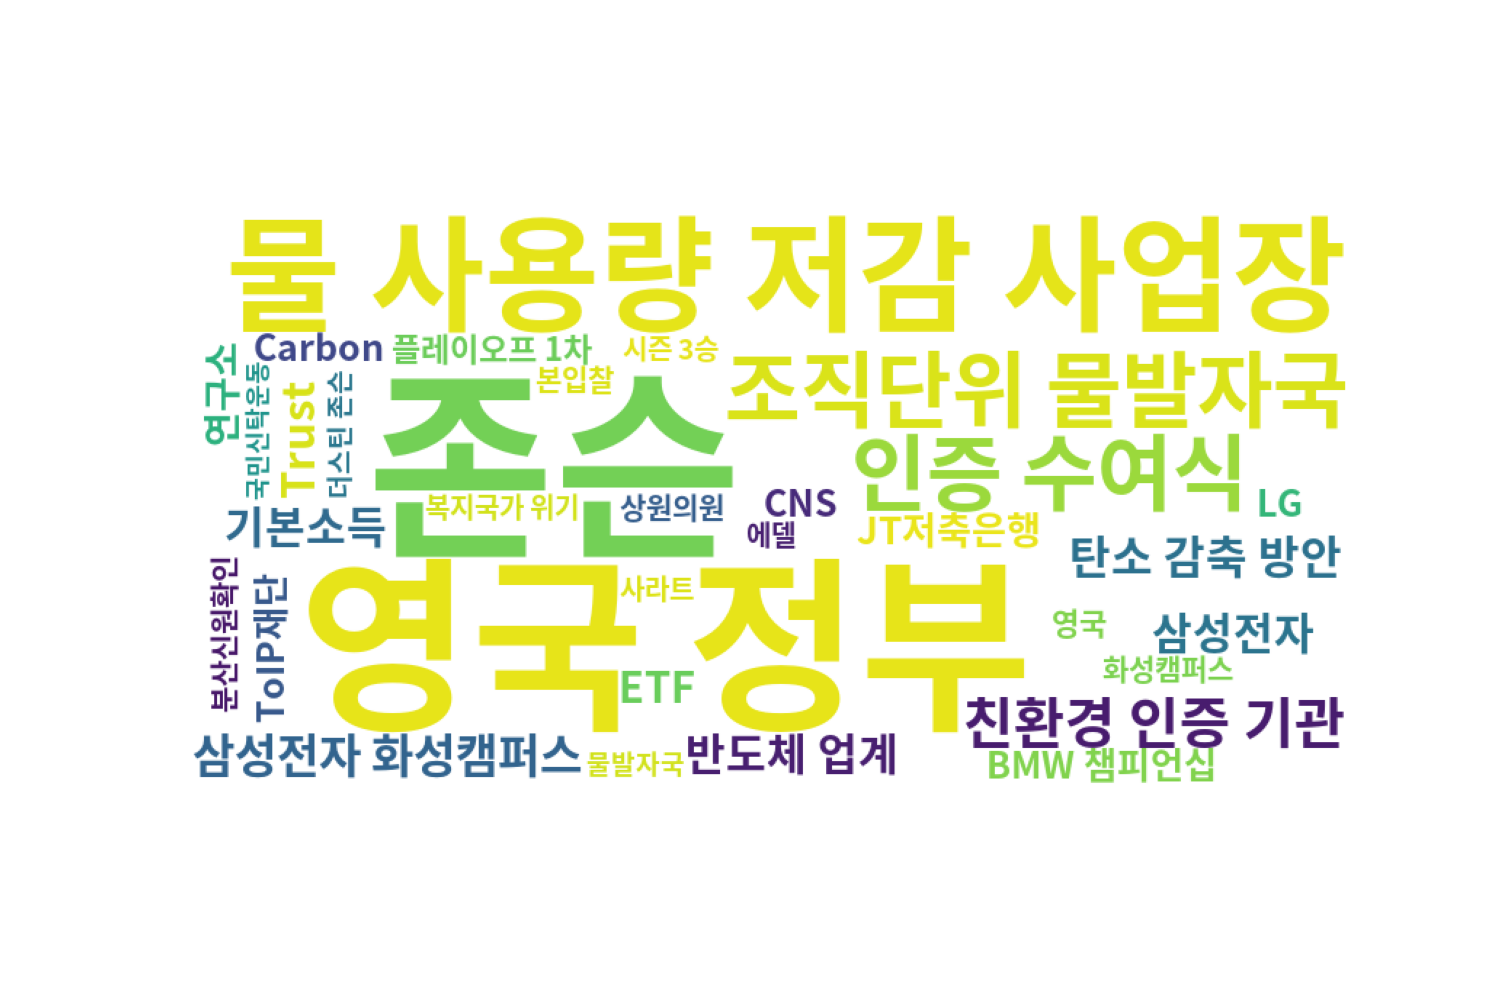 물 사용량 저감 사업장
Carbon
플레이오프 1차
시즌 3승
연구소
국민신탁운동
Trust
더스틴 존슨
본입찰
존슨
조직단위 물발자국
인증 수여식
복지국가 위기
상원의원
CNS
LG
기본소득
에델
JT저축은행
탄소 감축 방안
분산신원확인
ToIP재단
영국 정부
사라트
영국
삼성전자
화성캠퍼스
ETF
친환경 인증 기관
삼성전자 화성캠퍼스
물발자국
반도체 업계
BMW 챔피언십